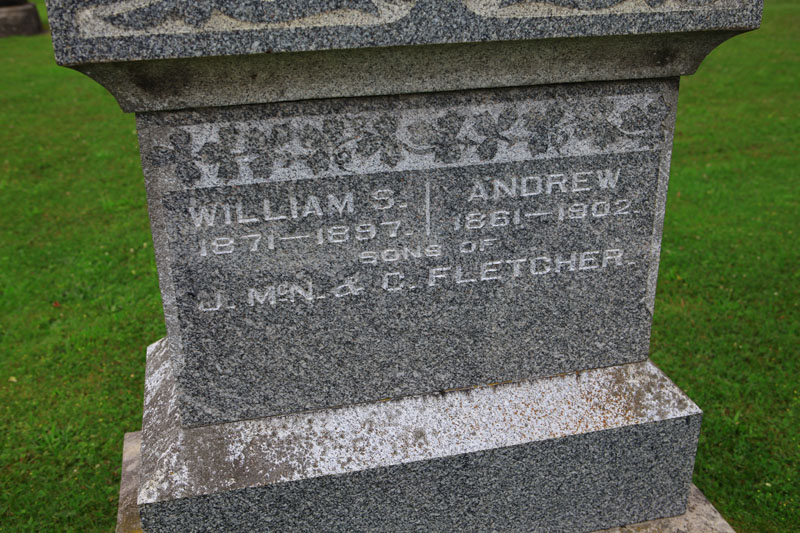 WILLIAM S. | ANDREW
1871—1897. | 1861—1902.
SONS OF
J. McN. & C. FLETCHER.